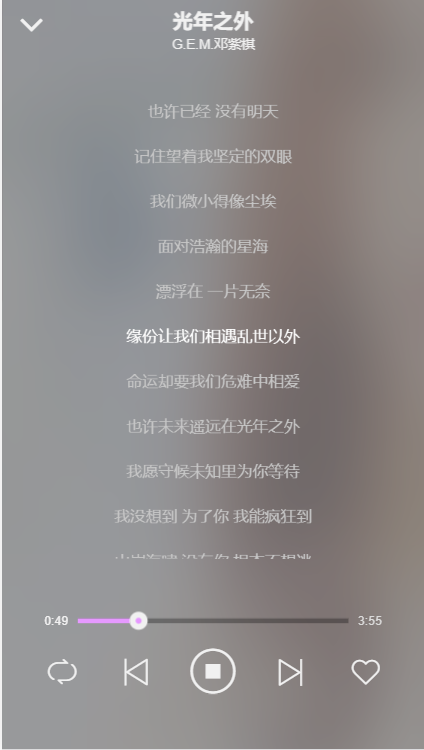 光年之外
G.E.M.邓紫棋
也许已经 没有明天
记住望着我坚定的双眼
我们微小得像尘埃
面对浩瀚的星海
漂浮在 一片无奈
缘份让我们相遇乱世以外
命运却要我们危难中相爱
也许未来遥远在光年之外
我愿守候未知里为你等待
我没想到 为了你 我能疯狂到
0:49
3:55